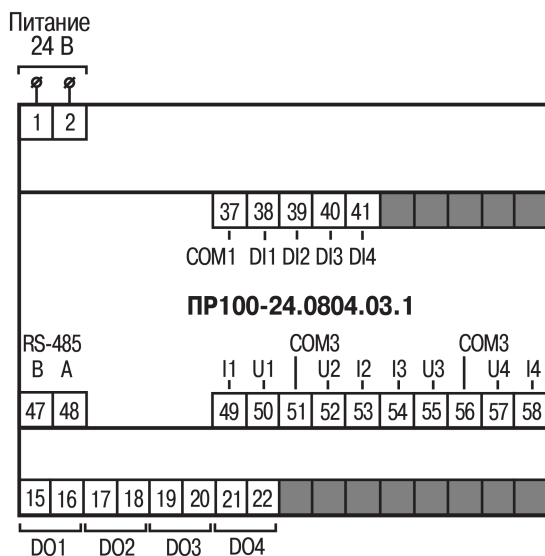 Питание
24 В
1 2
37 38 39 40 41
COM1 DI1 DI2 DI3 DI4
ПР100-24.0804.03.1
RS-485 COM3 COM3
B A I1 U1 U2 I2 I3 U3 U4 I4
47 48 49 50 51 52 53 54 55 56 57 58
15 16 17 18 19 20 21 22
DO1 DO2 DO3 DO4